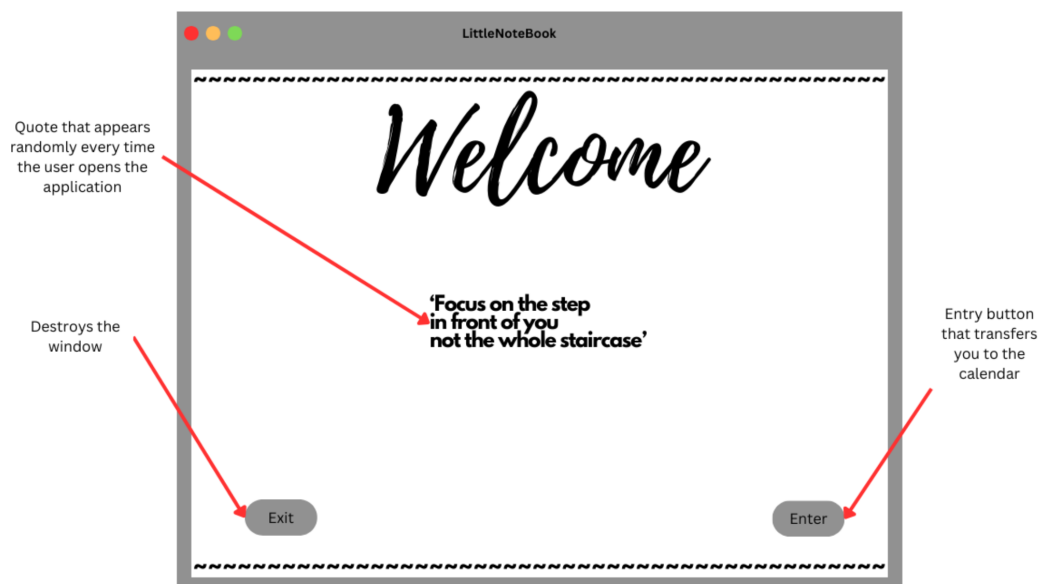 LittleNoteBook
~~~~~~~~~~~~~~~~~~~~~~~~~~~~~~~~~~~~~~~~~~~~~~~
Welcome
Quote that appears
randomly every time
the user opens the
application
‘Focus on the step
in front of you
not the whole staircase’
Destroys the
window
Entry button
that transfers
you to the
calendar
Exit
Enter
~~~~~~~~~~~~~~~~~~~~~~~~~~~~~~~~~~~~~~~~~~~~~~~